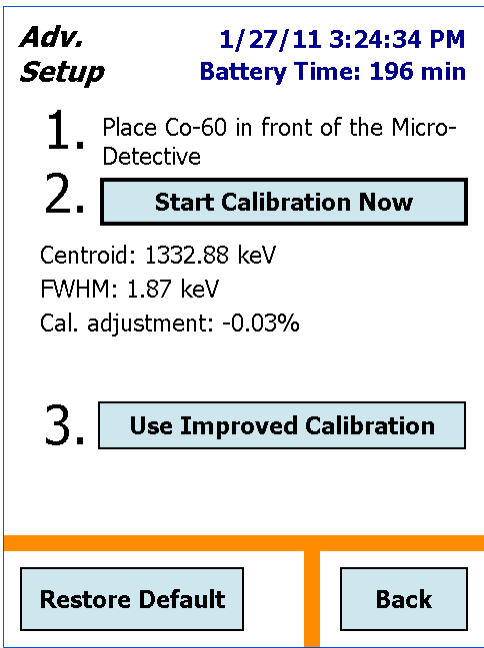 Adv. Setup
1/27/11 3:24:34 PM
Battery Time: 196 min
1. Place Co-60 in front of the Micro-
Detective
2. Start Calibration Now
Centroid: 1332.88 keV
FWHM: 1.87 keV
Cal. adjustment: -0.03%
3. Use Improved Calibration
Restore Default
Back